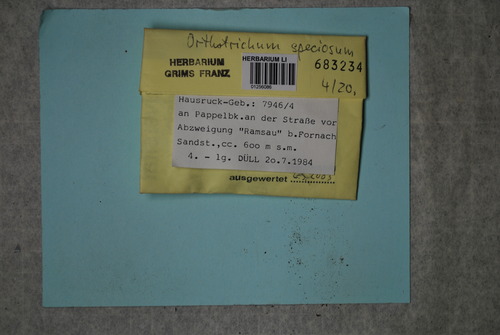 Orthotrichum speciosum
HERBARIUM
GRIMS FRANZ
HERBARIUM LI
683234
4/20,
Hausruck-Geb.: 7946/4
an Pappelbk.an der Straße vor
Abzweigung "Ramsau" b.Fornach
Sandst.,cc. 600 m s.m.
4. - lg. DÜLL 20.7.1984
ausgewertet